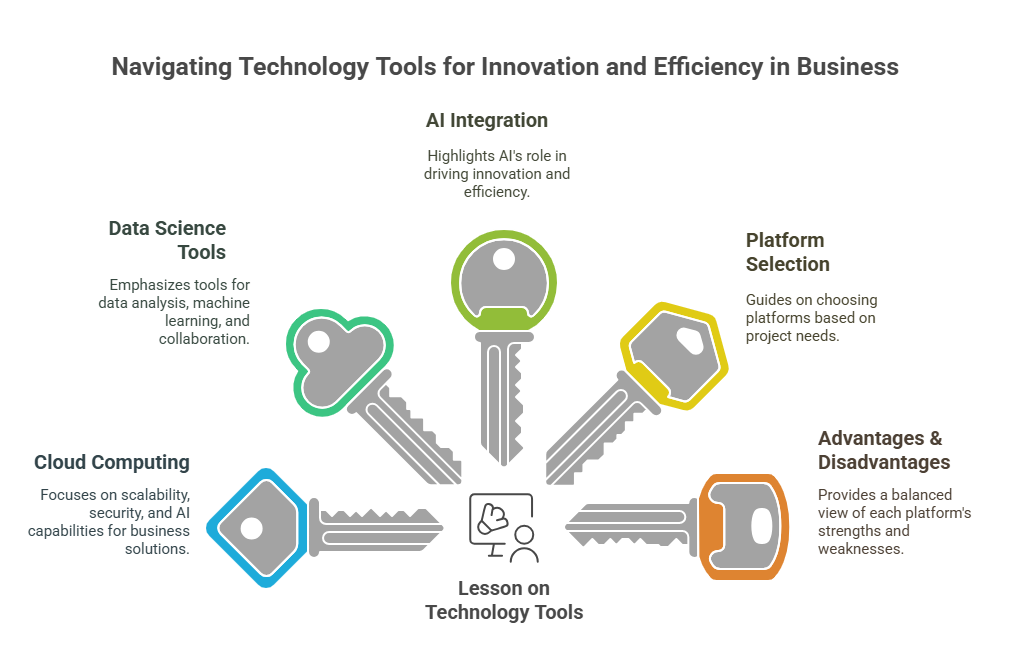 Navigating Technology Tools for Innovation and Efficiency in Business
AI Integration
Highlights AI's role in
driving innovation and
efficiency.
Data Science
Tools
Emphasizes tools for
data analysis, machine
learning, and
collaboration.
Platform
Selection
Guides on choosing
platforms based on
project needs.
Cloud Computing
Focuses on scalability,
security, and AI
capabilities for business
solutions.
Advantages &
Disadvantages
Provides a balanced
view of each platform's
strengths and
weaknesses.
Lesson on
Technology Tools